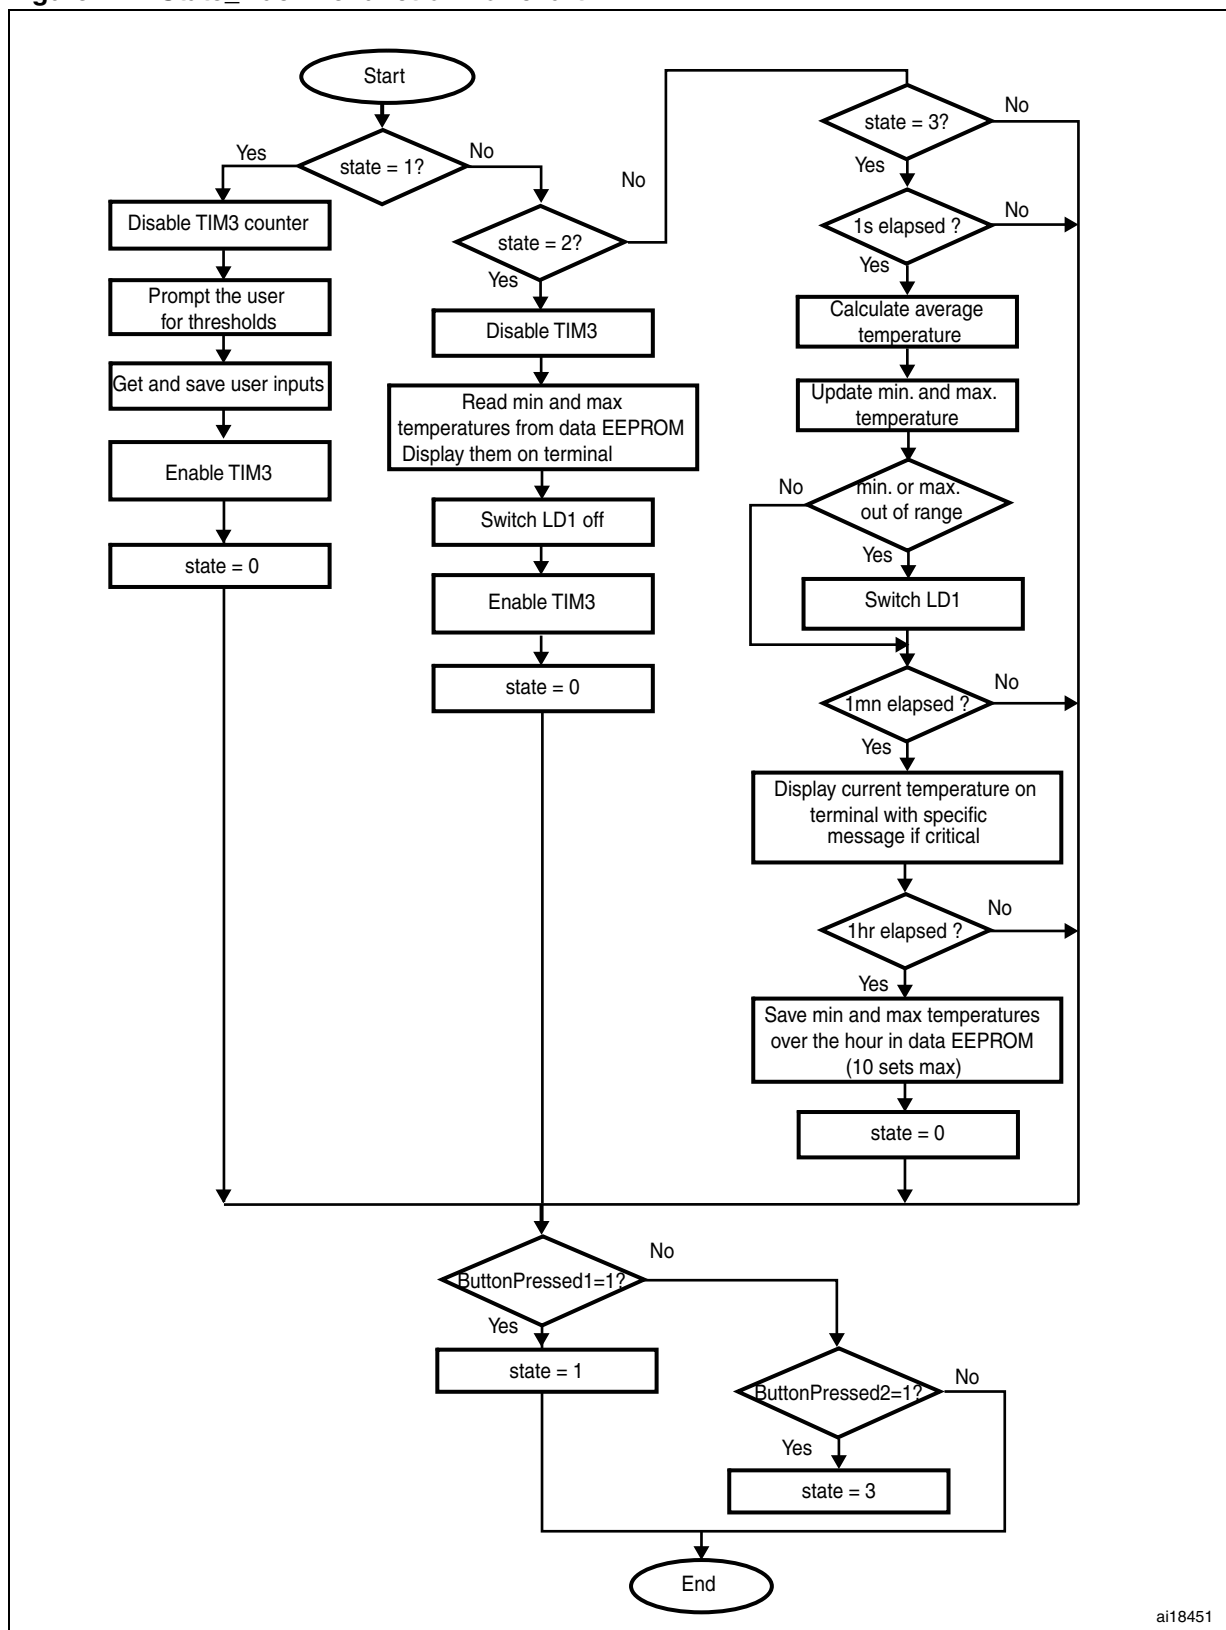 Start
state = 1?
Yes
No
Disable TIM3 counter
Prompt the user
for thresholds
Get and save user inputs
Enable TIM3
state = 0
state = 2?
No
Yes
Disable TIM3
Read min and max
temperatures from data EEPROM
Display them on terminal
Switch LD1 off
Enable TIM3
state = 0
state = 3?
No
Yes
1s elapsed ?
No
Yes
Calculate average
temperature
Update min. and max.
temperature
No
min. or max.
out of range
Yes
Switch LD1
1mn elapsed ?
No
Yes
Display current temperature on
terminal with specific
message if critical
1hr elapsed ?
No
Yes
Save min and max temperatures
over the hour in data EEPROM
(10 sets max)
state = 0
ButtonPressed1=1?
No
Yes
state = 1
ButtonPressed2=1?
No
Yes
state = 3
End
ai18451